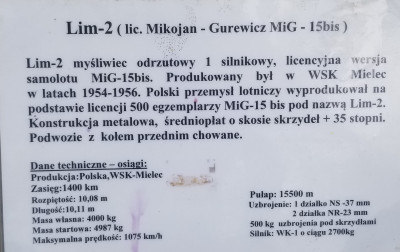 Lim-2 ( lic. Mikojan - Gurewicz MiG - 15bis )
Lim-2 myśliwiec odrzutowy 1 silnikowy, licencyjna wersja
samolotu MiG-15bis. Produkowany był w WSK Mielec
w latach 1954-1956. Polski przemysł lotniczy wyprodukował na
podstawie licencji 500 egzemplarzy MiG-15 bis pod nazwą Lim-2.
Konstrukcja metalowa, średniopłat o skosie skrzydeł + 35 stopni.
Podwozie z kołem przednim chowane.
Dane techniczne – osiągi:
Produkcja:Polska,WSK-Mielec
Zasięg:1400 km
Rozpiętość: 10,08 m
Długość:10,11 m
Masa własna: 4000 kg
Masa startowa: 4987 kg
Maksymalna prędkość: 1075 km/h
Pułap: 15500 m
Uzbrojenie: 1 działko NS -37 mm
2 działko NR-23 mm
500 kg uzbrojenia pod skrzydłami
Silnik: WK-1 o ciągu 2700kg